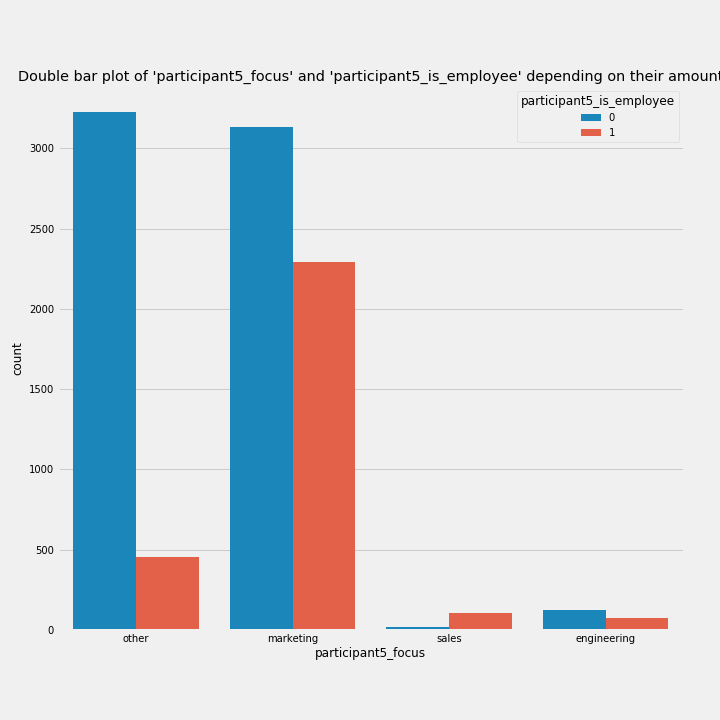 Double bar plot of 'participant5_focus' and 'participant5_is_employee' depending on their amount
participant5_is_employee
0
1
3000
2500
2000
1500
1000
500
0
count
other marketing sales engineering
participant5_focus